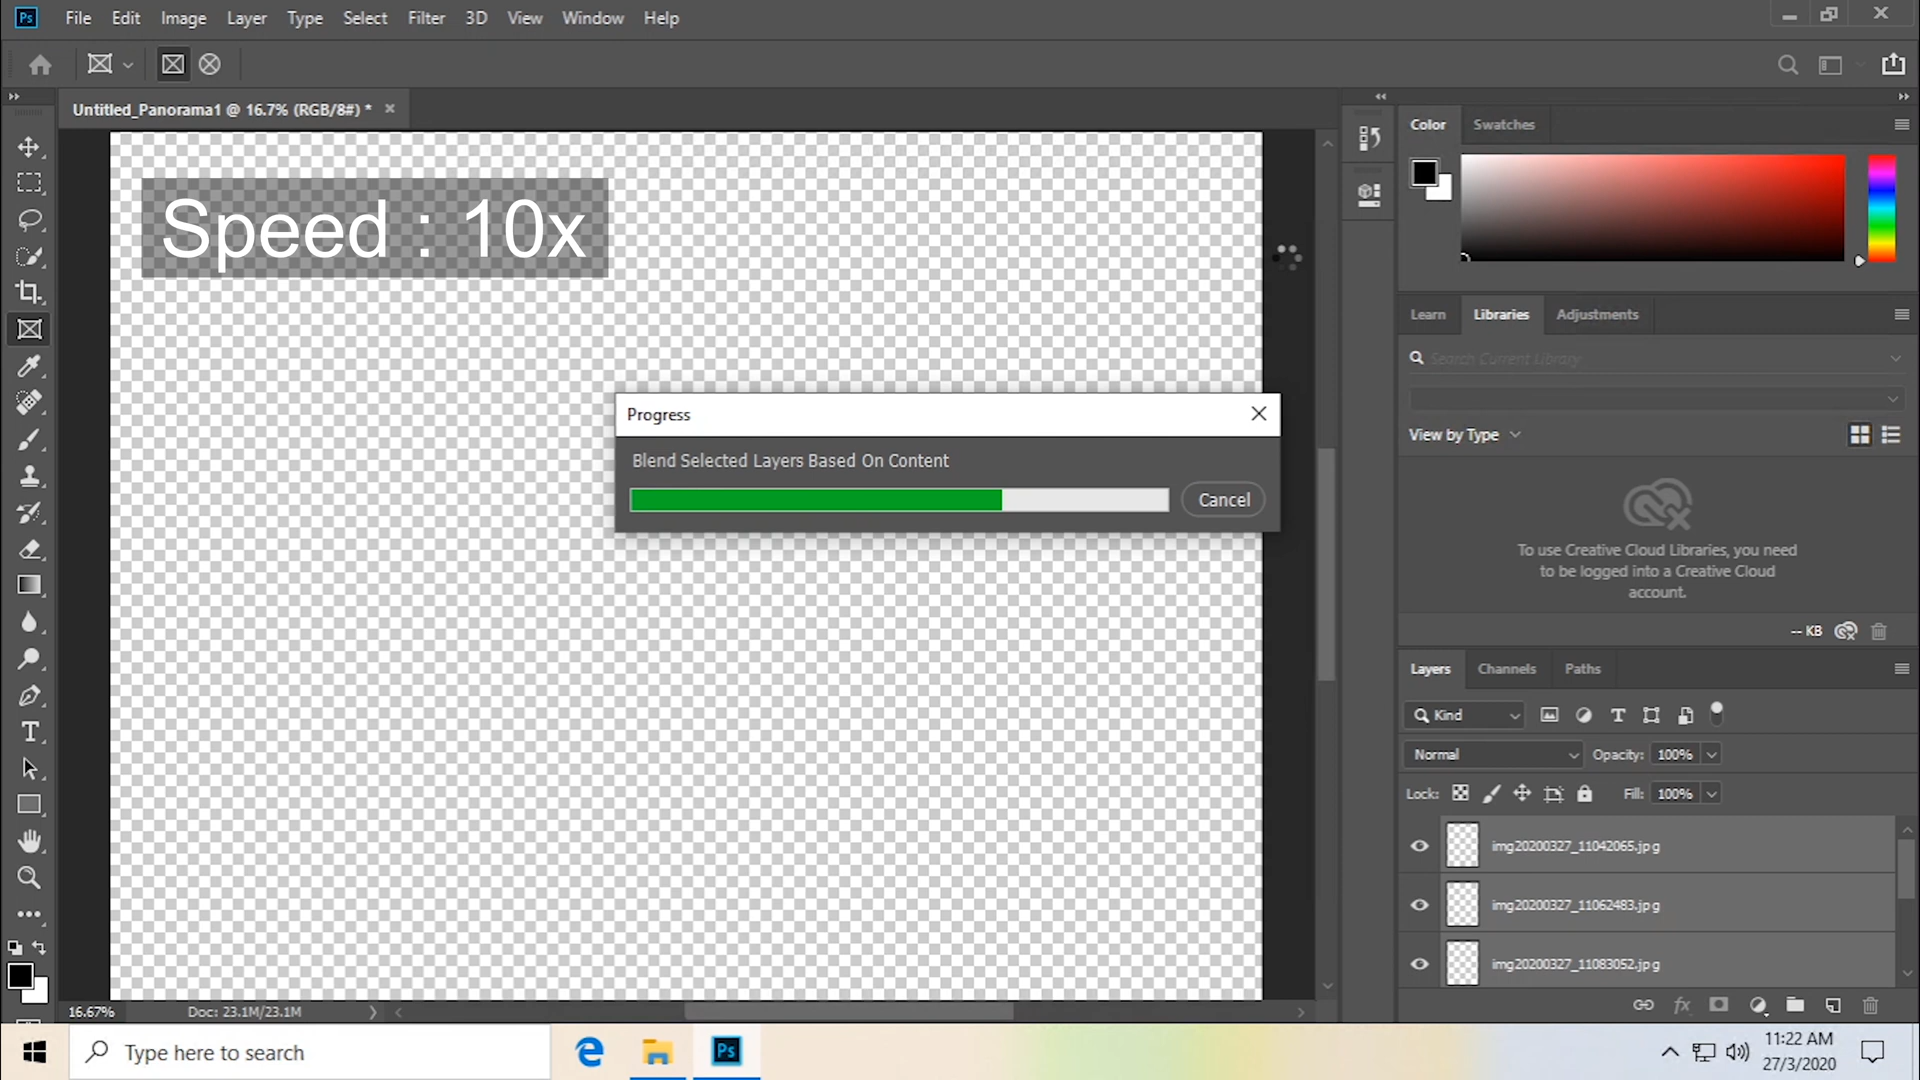 Ps File Edit Image Layer Type Select Filter 3D View Window Help
Untitled_Panorama1 @ 16.7% (RGB/8#) *
Speed : 10x
Color Swatches
Learn Libraries Adjustments
Search Current Library
View by Type
To use Creative Cloud Libraries, you need
to be logged into a Creative Cloud
account.
-- KB
Progress
Blend Selected Layers Based On Content
Cancel
Layers Channels Paths
Kind
Normal Opacity: 100%
Lock: Fill: 100%
img20200327_11042065.jpg
img20200327_11062483.jpg
img20200327_11083052.jpg
16.67% Doc: 23.1M/23.1M
Type here to search
Ps
11:22 AM
27/3/2020